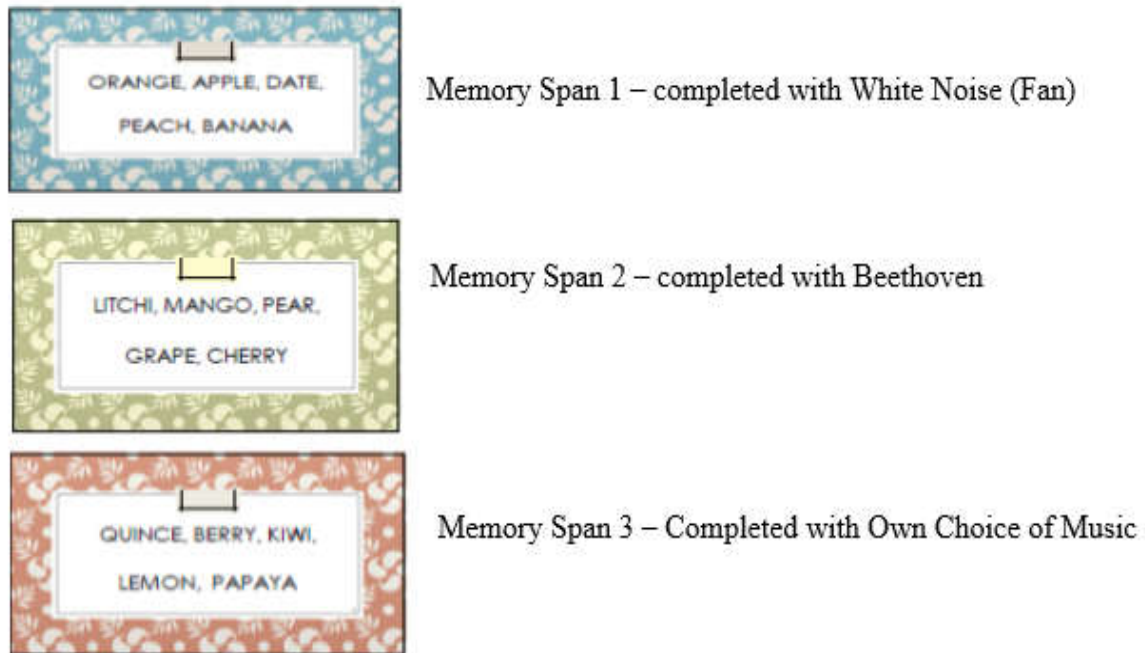 ORANGE, APPLE, DATE,
PEACH, BANANA
Memory Span 1 – completed with White Noise (Fan)
LITCHI, MANGO, PEAR,
GRAPE, CHERRY
Memory Span 2 – completed with Beethoven
QUINCE, BERRY, KIWI,
LEMON, PAPAYA
Memory Span 3 – Completed with Own Choice of Music